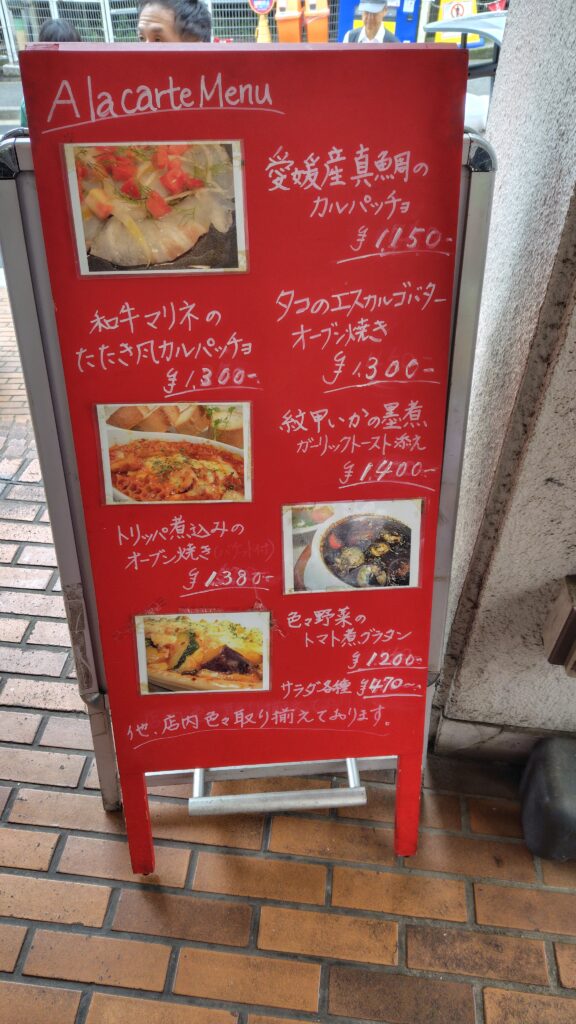 A la carte Menu
愛媛産真鯛の
カルパッチョ
¥1,150-
和牛マリネの
たたき風カルパッチョ
¥1,300-
タコのエスカルゴバター
オーブン焼き
¥1,300-
紋甲いかの墨煮
ガーリックトースト添え
¥1,400-
トリッパ煮込みの
オーブン焼き(バゲット付)
¥1,380-
色々野菜の
トマト煮グラタン
¥1,200-
サラダ各種 ¥470〜
他、店内色々取り揃えております。